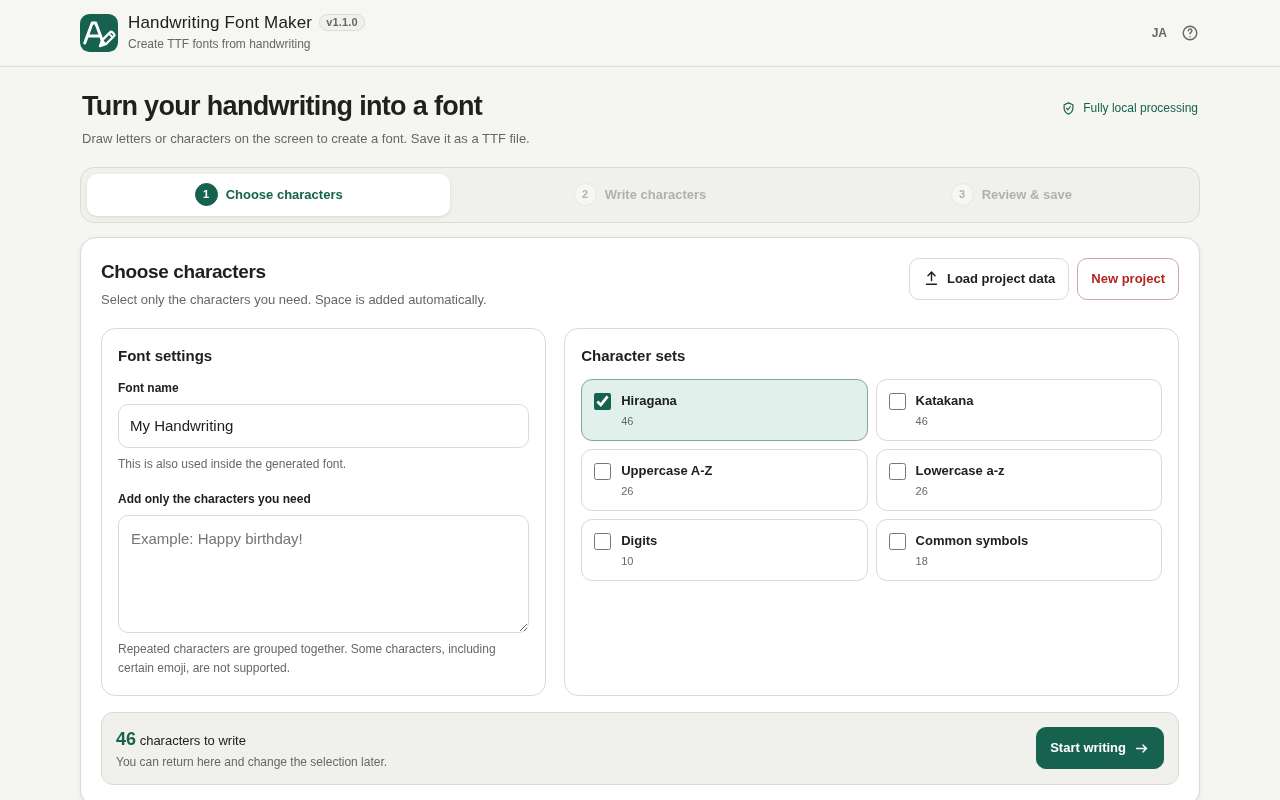 Handwriting Font Maker v1.1.0
Create TTF fonts from handwriting
JA
Turn your handwriting into a font
Fully local processing
Draw letters or characters on the screen to create a font. Save it as a TTF file.
1 Choose characters
2 Write characters
3 Review & save
Choose characters
Select only the characters you need. Space is added automatically.
Load project data
New project
Font settings
Font name
My Handwriting
This is also used inside the generated font.
Add only the characters you need
Example: Happy birthday!
Repeated characters are grouped together. Some characters, including
certain emoji, are not supported.
Character sets
Hiragana
46
Katakana
46
Uppercase A-Z
26
Lowercase a-z
26
Digits
10
Common symbols
18
46 characters to write
You can return here and change the selection later.
Start writing →